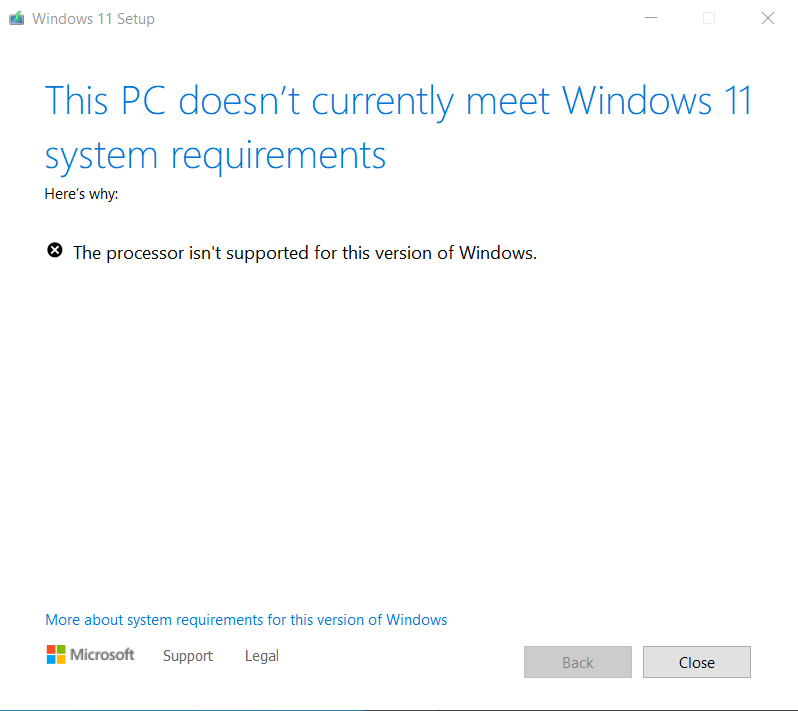 Windows 11 Setup
This PC doesn’t currently meet Windows 11
system requirements
Here’s why:
The processor isn't supported for this version of Windows.
More about system requirements for this version of Windows
Microsoft Support Legal
Back Close